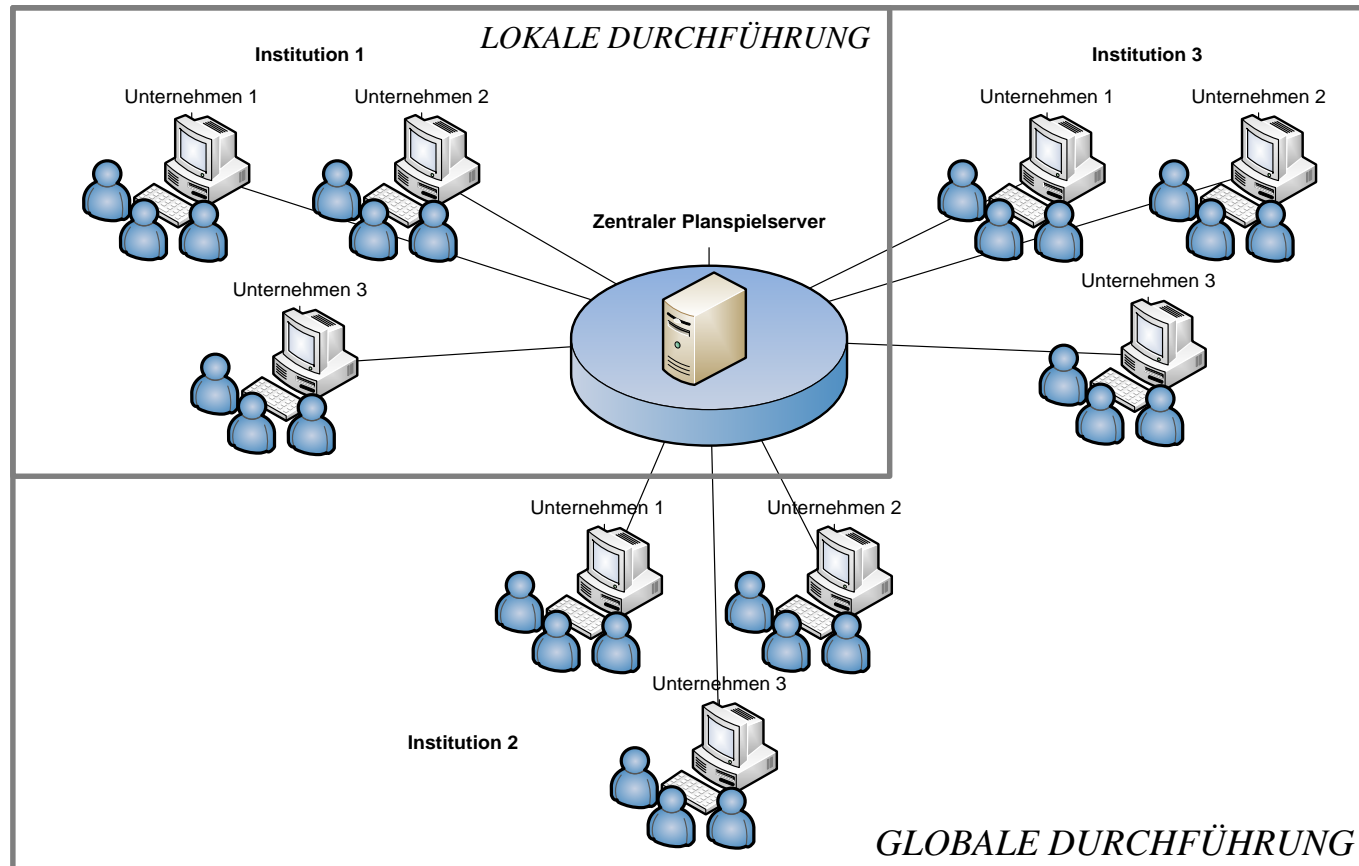 LOKALE DURCHFÜHRUNG
Institution 1
Unternehmen 1
Unternehmen 2
Unternehmen 3
Zentraler Planspielserver
Institution 3
Unternehmen 1
Unternehmen 2
Unternehmen 3
Unternehmen 1
Unternehmen 2
Unternehmen 3
Institution 2
GLOBALE DURCHFÜHRUNG